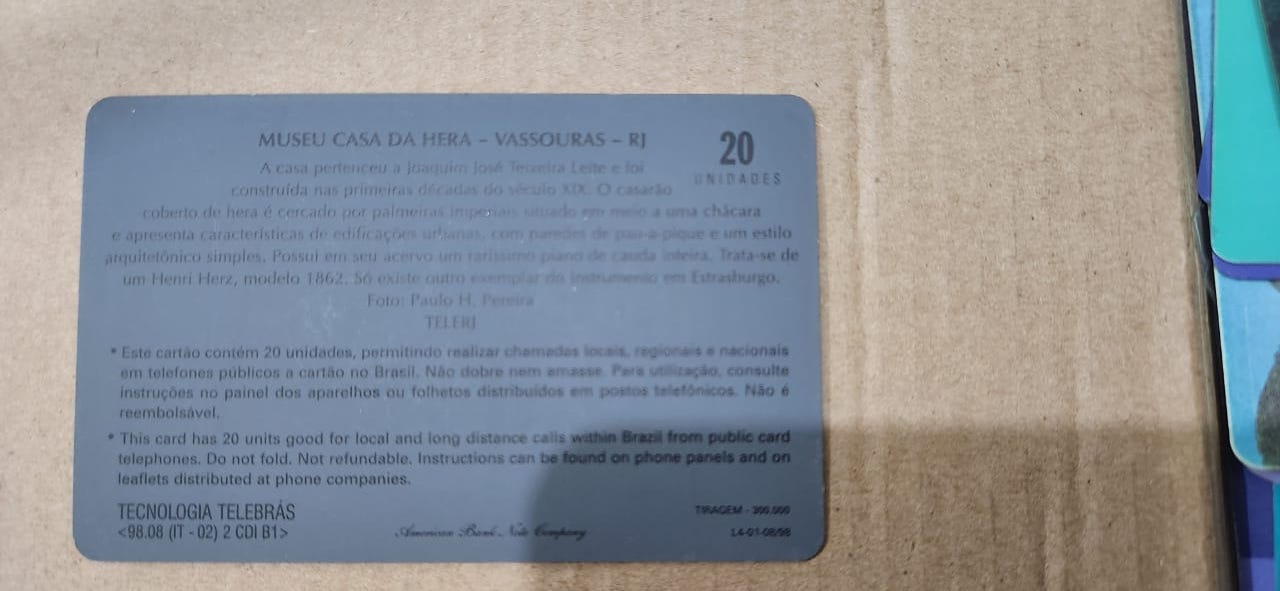 MUSEU CASA DA HERA – VASSOURAS – RJ
20
UNIDADES
A casa pertenceu a Joaquim José Teixeira Leite e foi
construída nas primeiras décadas do século XIX. O casarão
coberto de hera é cercado por palmeiras imperiais situado em meio a uma chácara
e apresenta características de edificações urbanas, com paredes de pau-a-pique e um estilo
arquitetônico simples. Possui em seu acervo um raríssimo piano de cauda inteira. Trata-se de
um Henri Herz, modelo 1862. Só existe outro exemplar do instrumento em Estrasburgo.
Foto: Paulo H. Pereira
TELERJ
* Este cartão contém 20 unidades, permitindo realizar chamadas locais, regionais e nacionais
em telefones públicos a cartão no Brasil. Não dobre nem amasse. Para utilização, consulte
instruções no painel dos aparelhos ou folhetos distribuídos em postos telefônicos. Não é
reembolsável.
* This card has 20 units good for local and long distance calls within Brazil from public card
telephones. Do not fold. Not refundable. Instructions can be found on phone panels and on
leaflets distributed at phone companies.
TECNOLOGIA TELEBRÁS
<98.08 (IT - 02) 2 CDI B1>
American Bank Note Company
TIRAGEM - 300.000
L4-01-08/98